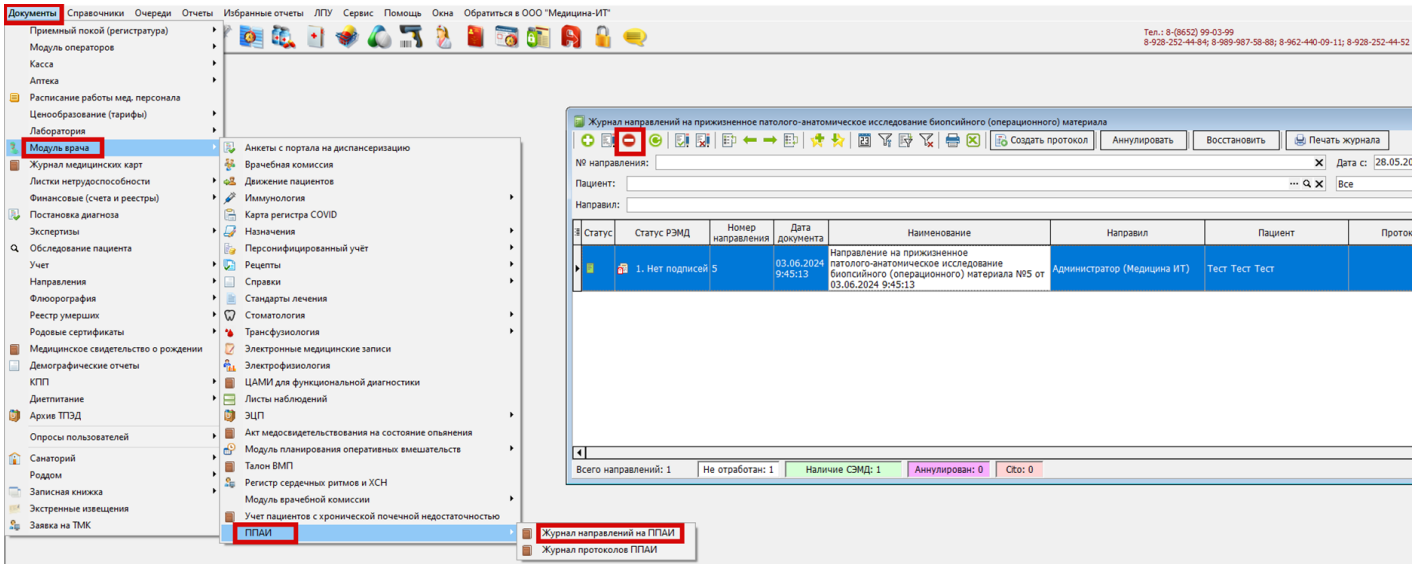 Документы Справочники Очереди Отчеты Избранные отчеты ЛПУ Сервис Помощь Окна Обратиться в ООО "Медицина-ИТ"
Тел.: 8-(8652) 99-03-99
8-928-252-44-84; 8-989-987-58-88; 8-962-440-09-11; 8-928-252-44-52
Приемный покой (регистратура)
Модуль операторов
Касса
Аптека
Расписание работы мед. персонала
Ценообразование (тарифы)
Лаборатория
Модуль врача
Журнал медицинских карт
Листки нетрудоспособности
Финансовые (счета и реестры)
Постановка диагноза
Экспертизы
Обследование пациента
Учет
Направления
Флюорография
Реестр умерших
Родовые сертификаты
Медицинское свидетельство о рождении
Демографические отчеты
КПП
Диетпитание
Архив ТПЭД
Опросы пользователей
Санаторий
Роддом
Записная книжка
Экстренные извещения
Заявка на ТМК
Анкеты с портала на диспансеризацию
Врачебная комиссия
Движение пациентов
Иммунология
Карта регистра COVID
Назначения
Персонифицированный учёт
Рецепты
Справки
Стандарты лечения
Стоматология
Трансфузиология
Электронные медицинские записи
Электрофизиология
ЦАМИ для функциональной диагностики
Листы наблюдений
ЭЦП
Акт медосвидетельствования на состояние опьянения
Модуль планирования оперативных вмешательств
Талон ВМП
Регистр сердечных ритмов и ХСН
Модуль врачебной комиссии
Учет пациентов с хронической почечной недостаточностью
ППАИ
Журнал направлений на ППАИ
Журнал протоколов ППАИ
Журнал направлений на прижизненное патолого-анатомическое исследование биопсийного (операционного) материала
Создать протокол Аннулировать Восстановить Печать журнала
№ направления: Дата с: 28.05.20
Пациент: Все
Направил:
Статус Статус РЭМД Номер направления Дата документа Наименование Направил Пациент Проток
1. Нет подписей 5 03.06.2024 9:45:13 Администратор (Медицина ИТ) Тест Тест Тест
Направление на прижизненное
патолого-анатомическое исследование
биопсийного (операционного) материала №5 от
03.06.2024 9:45:13
Всего направлений: 1 Не отработан: 1 Наличие СЭМД: 1 Аннулирован: 0 Cito: 0